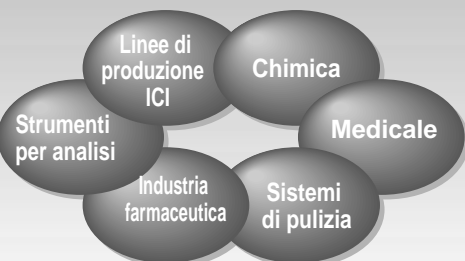 Linee di
produzione
ICI
Chimica
Strumenti
per analisi
Medicale
Industria
farmaceutica
Sistemi
di pulizia